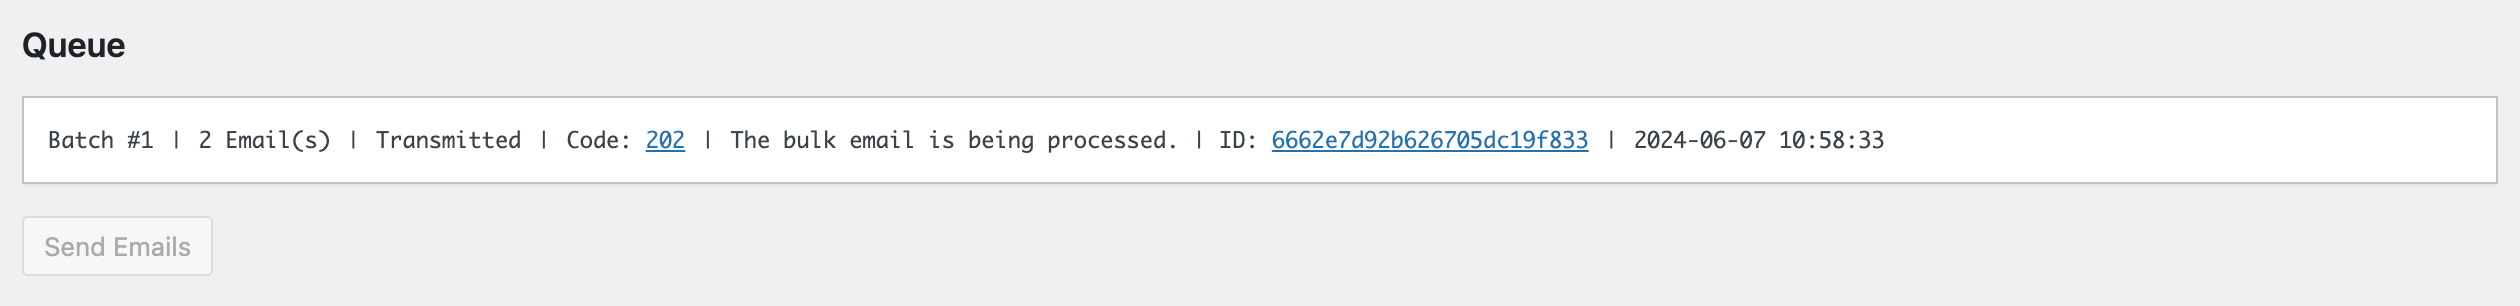 Queue
Batch #1 | 2 Email(s) | Transmitted | Code: 202 | The bulk email is being processed. | ID: 6662e7d92b626705dc19f833 | 2024-06-07 10:58:33
Send Emails